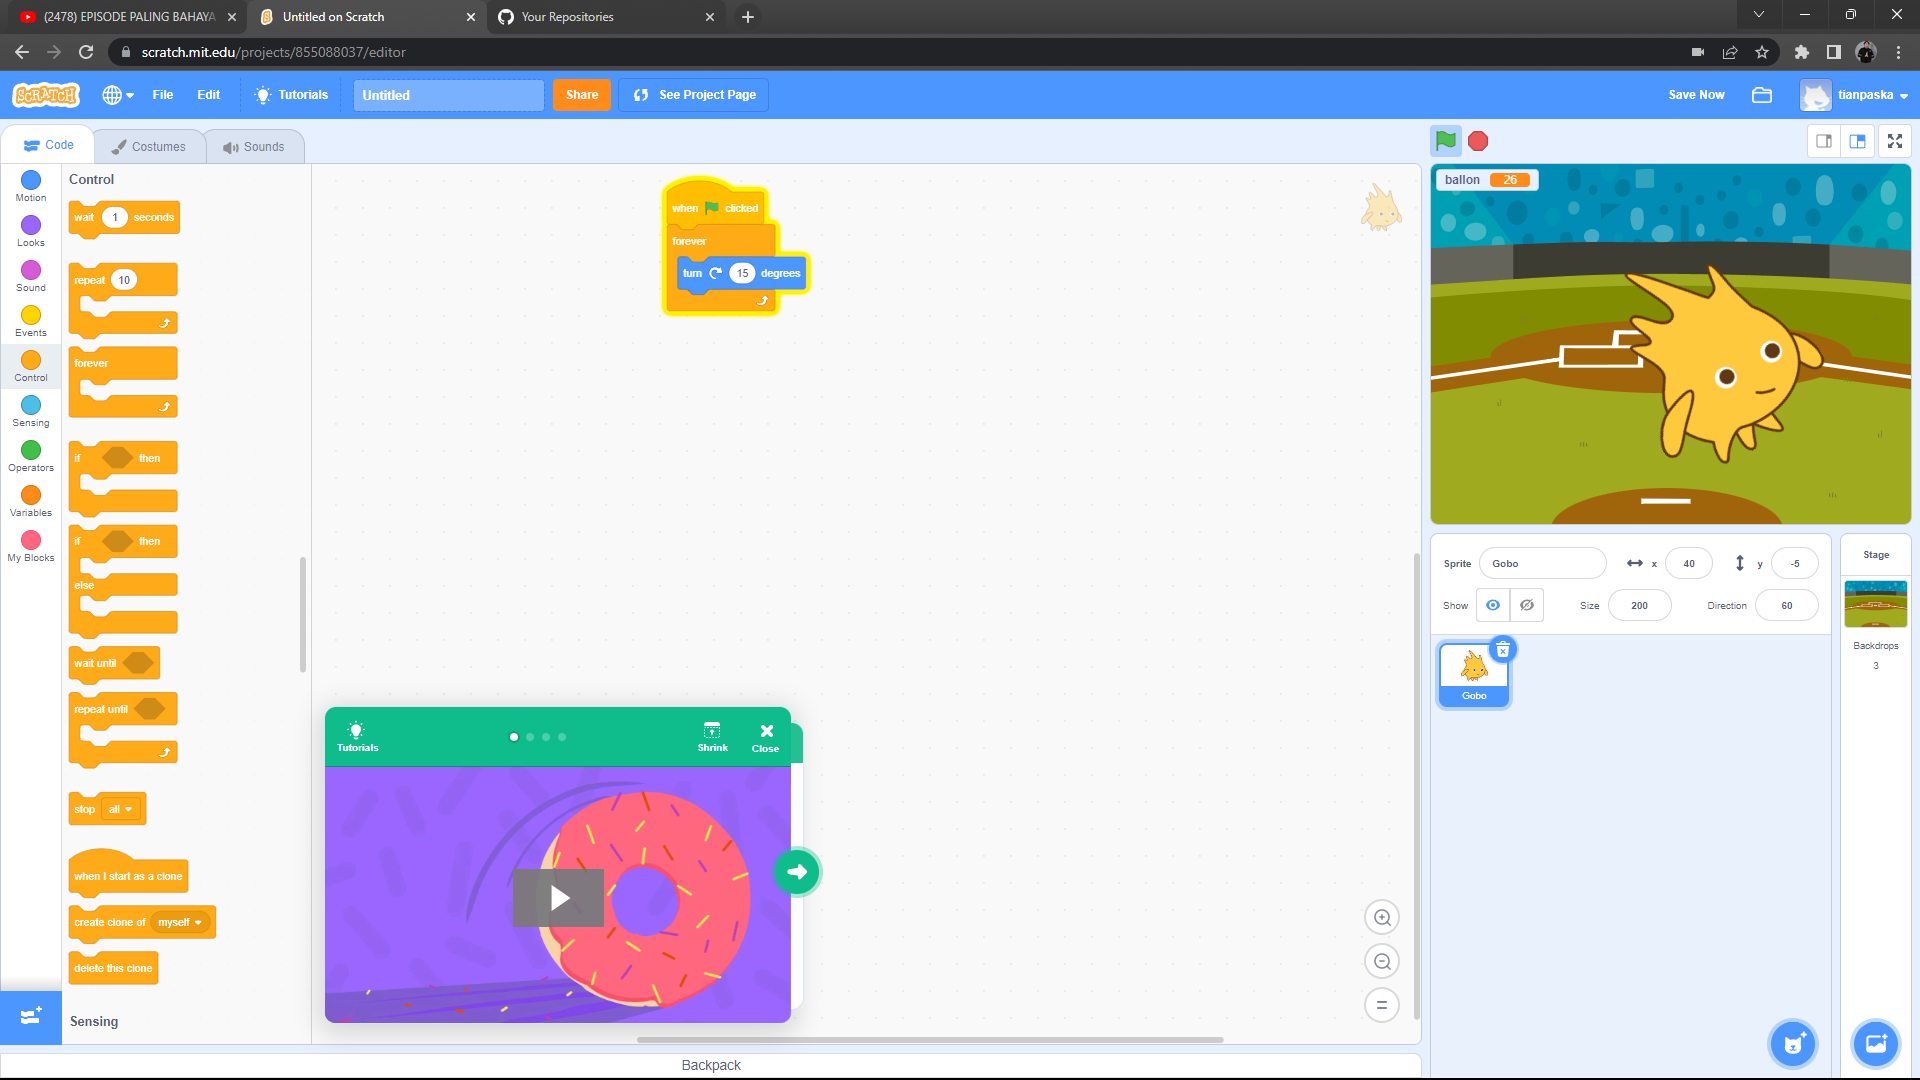 (2478) EPISODE PALING BAHAYA
Untitled on Scratch
Your Repositories
scratch.mit.edu/projects/855088037/editor
SCRATCH
File
Edit
Tutorials
Untitled
Share
See Project Page
Save Now
tianpaska
Code
Costumes
Sounds
Motion
Looks
Sound
Events
Control
Sensing
Operators
Variables
My Blocks
Control
wait 1 seconds
repeat 10
forever
if then
if then
else
wait until
repeat until
stop all
when I start as a clone
create clone of myself
delete this clone
Sensing
when clicked
forever
turn 15 degrees
Tutorials
Shrink
Close
Backpack
ballon 26
Sprite Gobo x 40 y -5
Show Size 200 Direction 60
Gobo
Stage
Backdrops
3